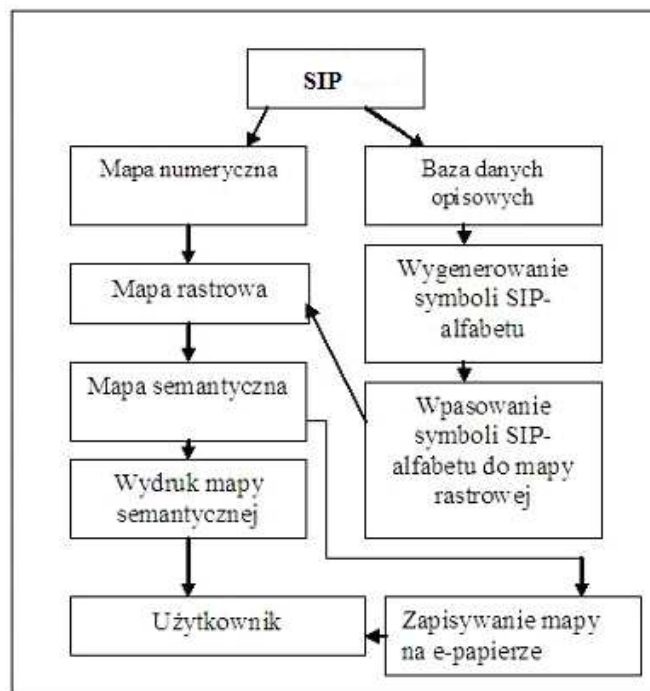 SIP
Mapa numeryczna
Baza danych
opisowych
Mapa rastrowa
Wygenerowanie
symboli SIP-
alfabetu
Mapa semantyczna
Wpasowanie
symboli SIP-
alfabetu do mapy
rastrowej
Wydruk mapy
semantycznej
Użytkownik
Zapisywanie mapy
na e-papierze